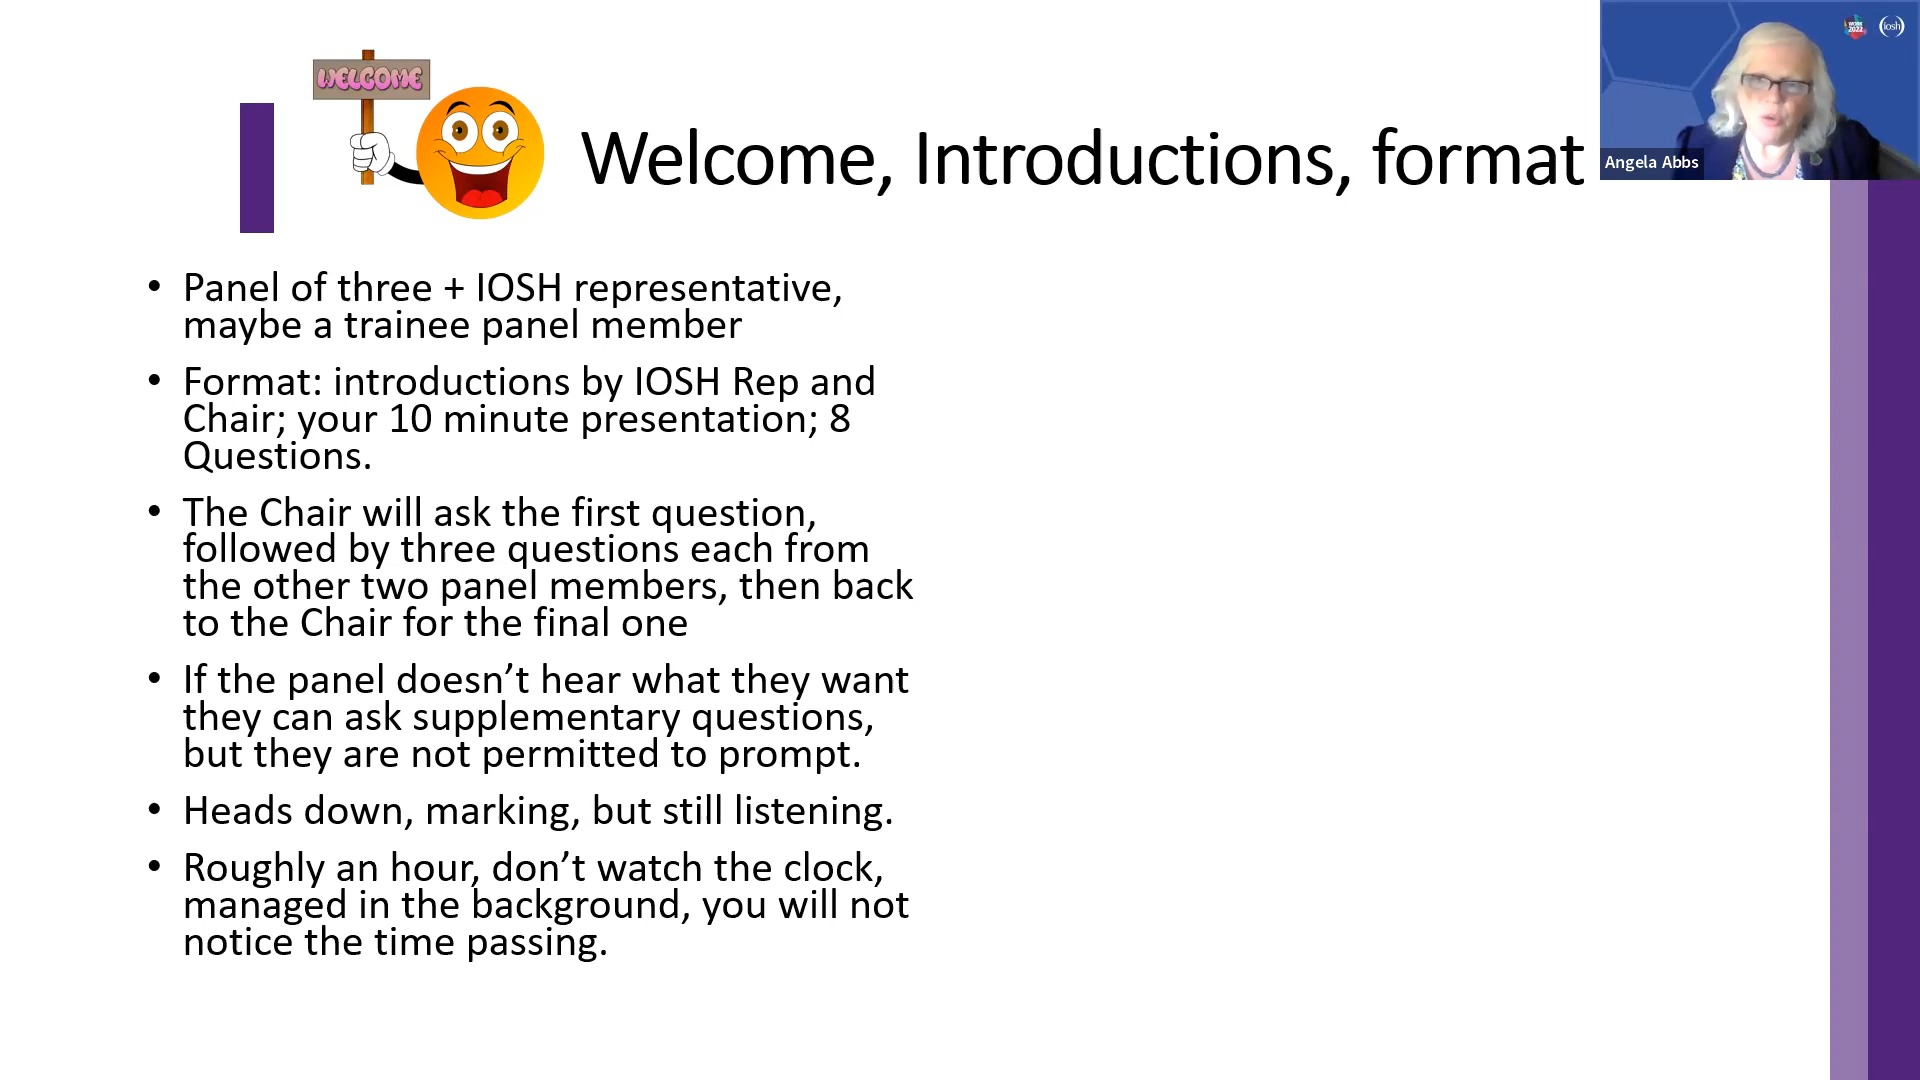 WELCOME
Welcome, Introductions, format
WORK
2022
iosh
Angela Abbs
• Panel of three + IOSH representative,
maybe a trainee panel member
• Format: introductions by IOSH Rep and
Chair; your 10 minute presentation; 8
Questions.
• The Chair will ask the first question,
followed by three questions each from
the other two panel members, then back
to the Chair for the final one
• If the panel doesn’t hear what they want
they can ask supplementary questions,
but they are not permitted to prompt.
• Heads down, marking, but still listening.
• Roughly an hour, don’t watch the clock,
managed in the background, you will not
notice the time passing.